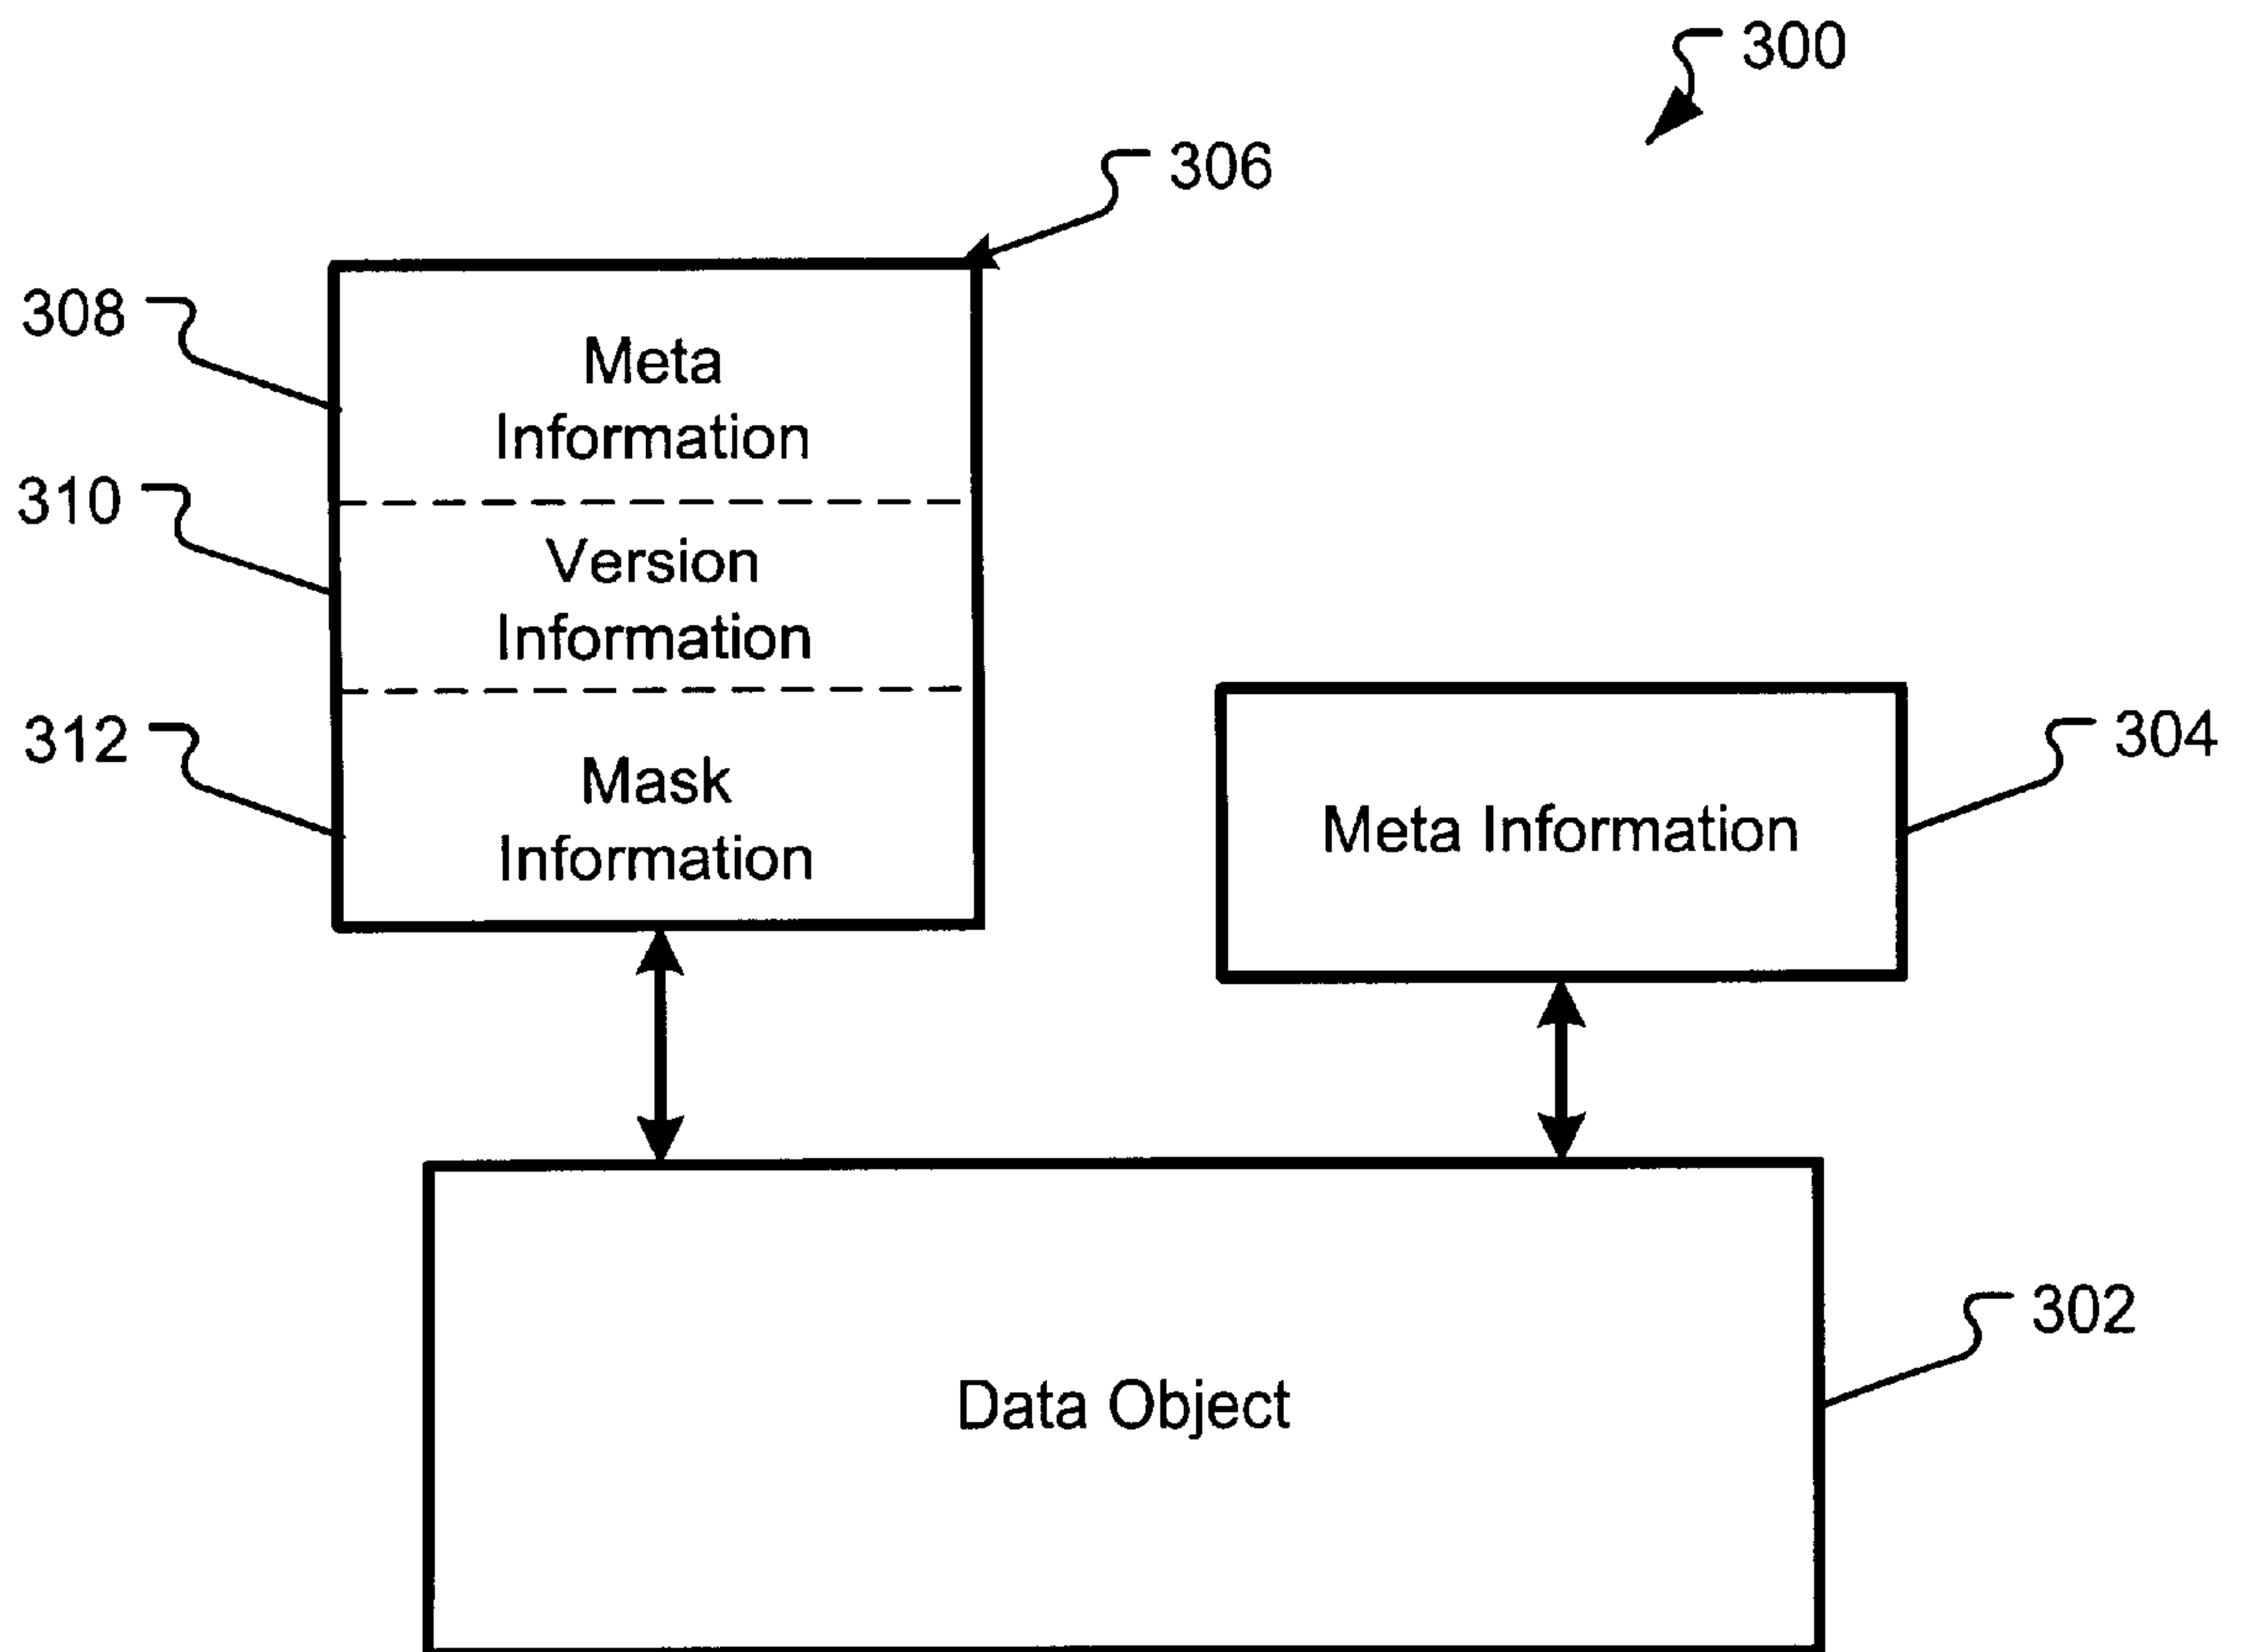 300
306
308
Meta
Information
310
Version
Information
312
Mask
Information
304
Meta Information
302
Data Object